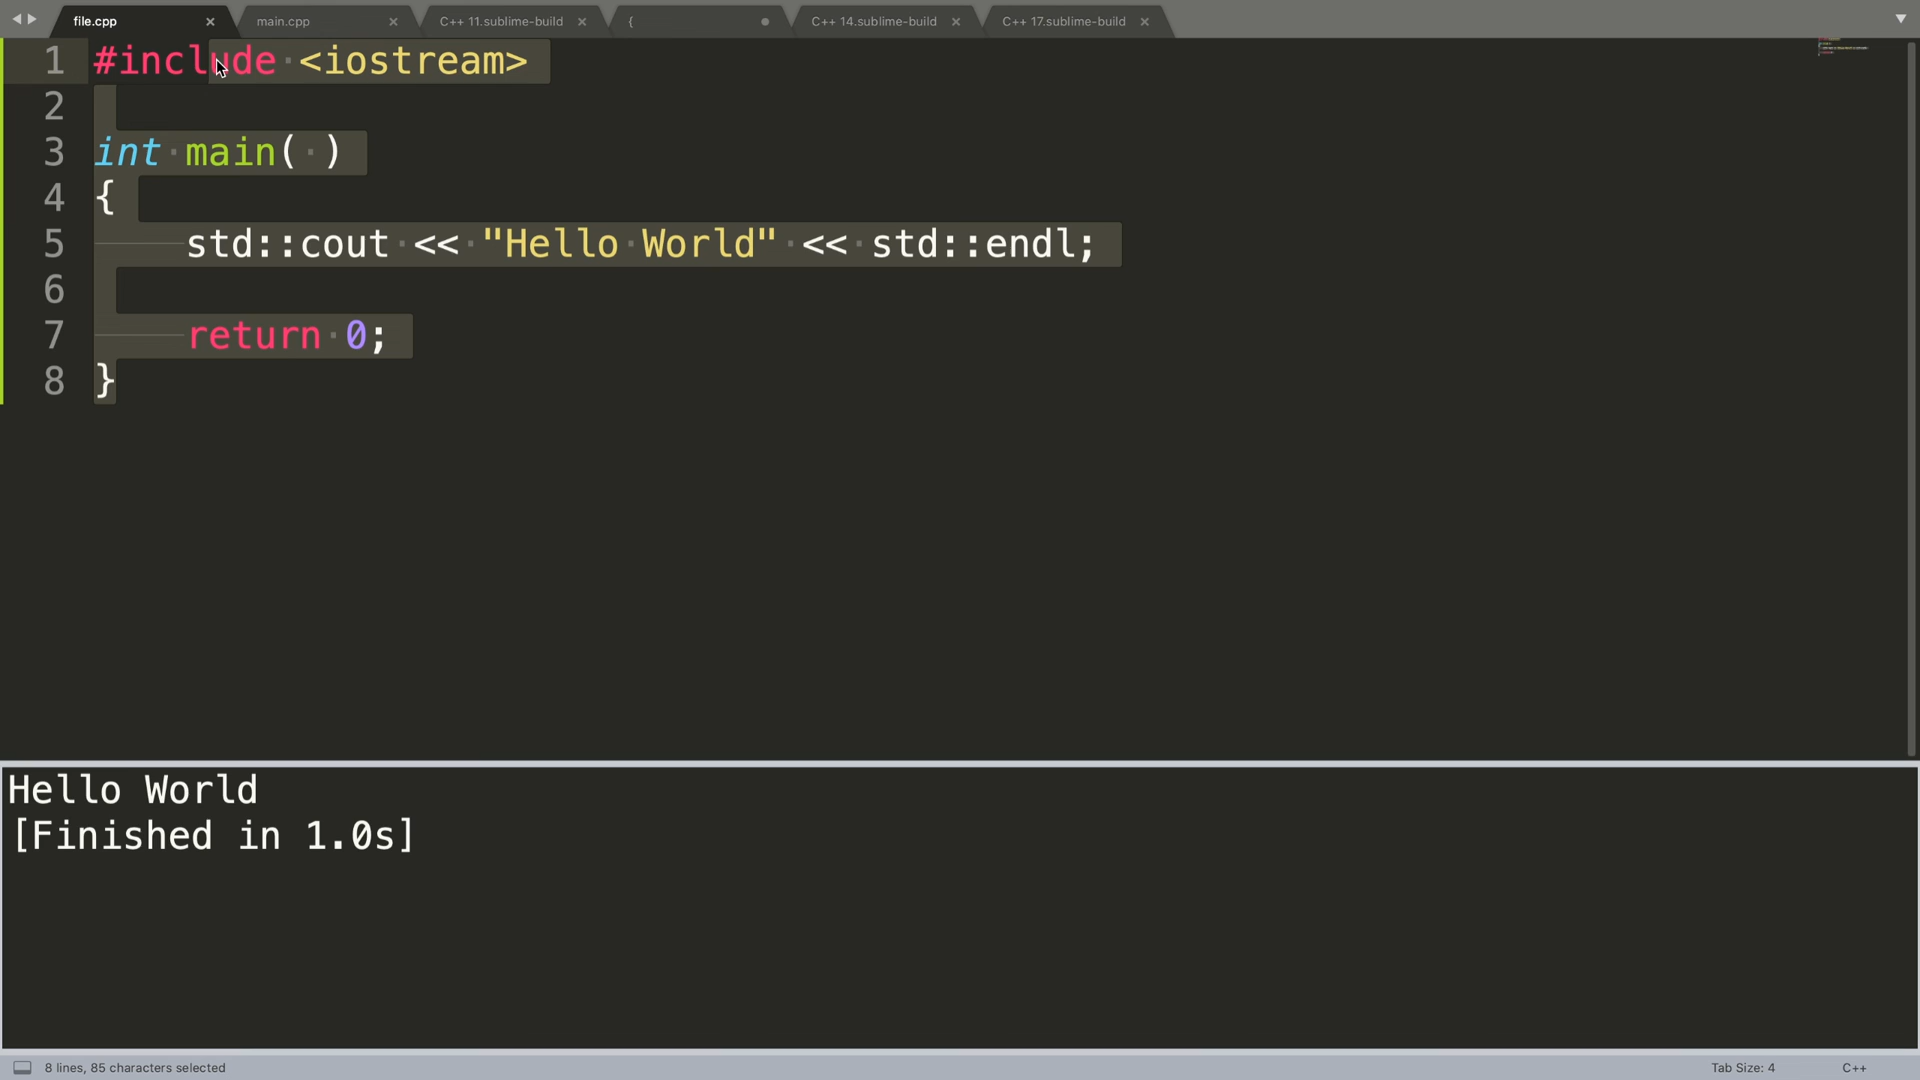 file.cpp × main.cpp × C++ 11.sublime-build × { C++ 14.sublime-build × C++ 17.sublime-build ×
1 #include <iostream>
2
3 int main( )
4 {
5 std::cout << "Hello World" << std::endl;
6
7 return 0;
8 }
Hello World
[Finished in 1.0s]
8 lines, 85 characters selected Tab Size: 4 C++